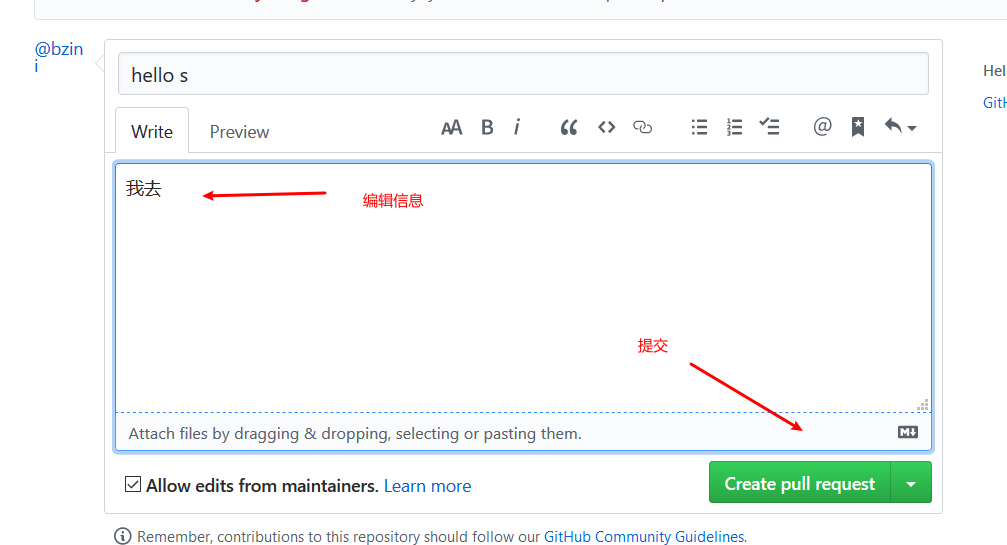 @bzin
i
hello s
Hel
Write
Preview
AA B i
GitH
我去
编辑信息
提交
Attach files by dragging & dropping, selecting or pasting them.
M↓
Allow edits from maintainers. Learn more
Create pull request
Remember, contributions to this repository should follow our GitHub Community Guidelines.